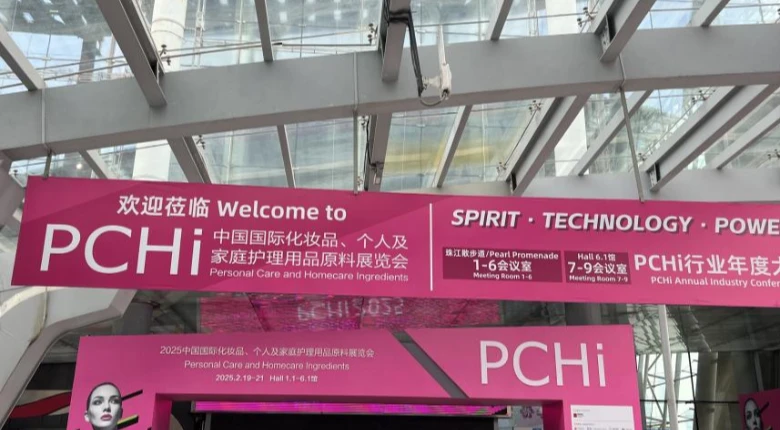 欢迎莅临 Welcome to
PCHi
中国国际化妆品、个人及
家庭护理用品原料展览会
Personal Care and Homecare Ingredients
SPIRIT · TECHNOLOGY · POWE
珠江散步道/Pearl Promenade
1-6会议室
Meeting Room 1-6
Hall 6.1馆
7-9会议室
Meeting Room 7-9
PCHi行业年度大
PCHi Annual Industry Confer
PCHi 2025
2025中国国际化妆品、个人及家庭护理用品原料展览会
Personal Care and Homecare Ingredients
2025.2.19-21 Hall 1.1-6.1馆
PCHi